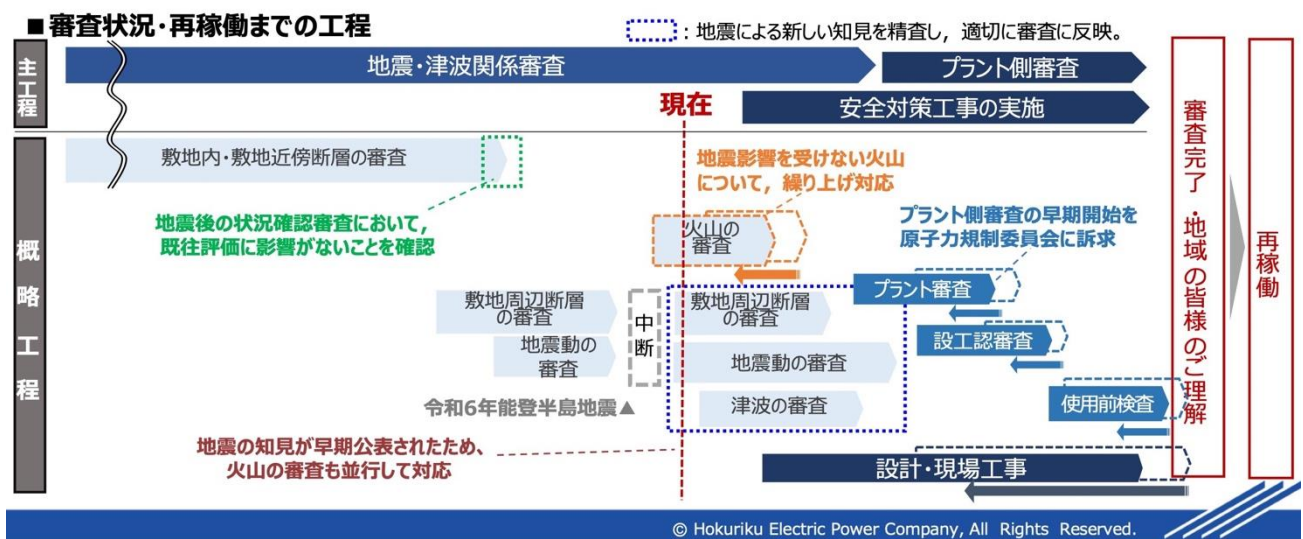 ■審査状況・再稼働までの工程
：地震による新しい知見を精査し，適切に審査に反映。
主工程
地震・津波関係審査
プラント側審査
現在
安全対策工事の実施
概略工程
敷地内・敷地近傍断層の審査
地震後の状況確認審査において，
既往評価に影響がないことを確認
地震影響を受けない火山
について，繰り上げ対応
火山の
審査
プラント側審査の早期開始を
原子力規制委員会に訴求
敷地周辺断層
の審査
地震動の
審査
中断
敷地周辺断層
の審査
地震動の審査
津波の審査
プラント審査
設工認審査
使用前検査
令和6年能登半島地震▲
地震の知見が早期公表されたため、
火山の審査も並行して対応
設計・現場工事
審査完了・地域の皆様のご理解
再稼働
© Hokuriku Electric Power Company, All Rights Reserved.